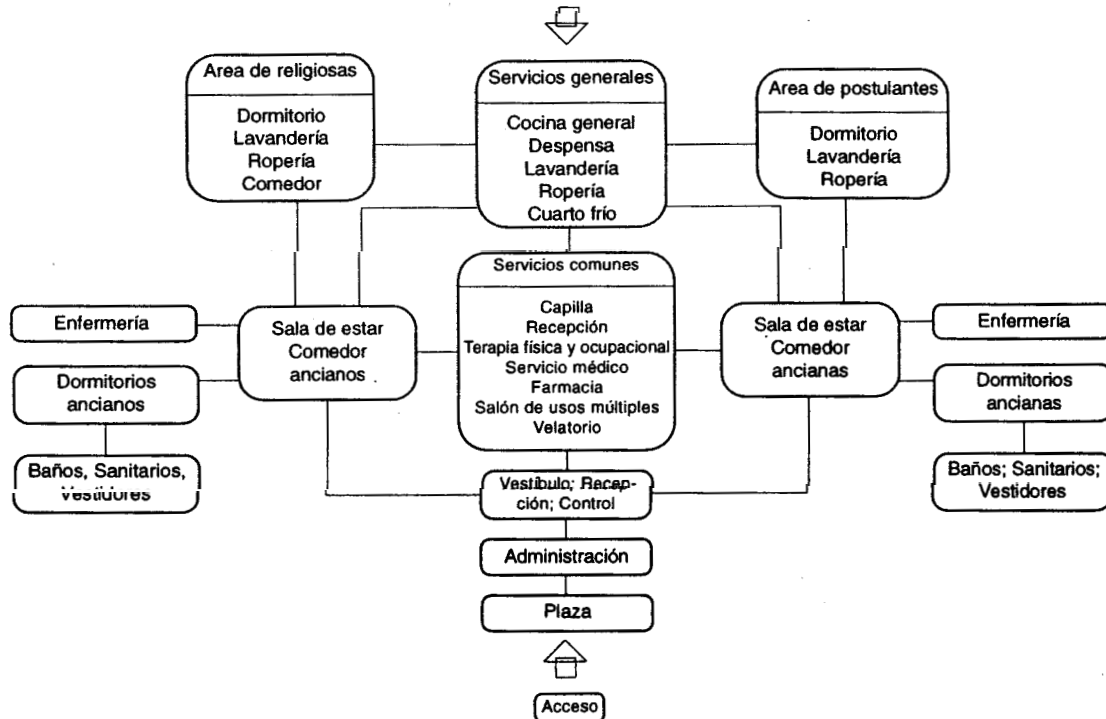 Area de religiosas
Dormitorio
Lavandería
Ropería
Comedor
Servicios generales
Cocina general
Despensa
Lavandería
Ropería
Cuarto frío
Area de postulantes
Dormitorio
Lavandería
Ropería
Enfermería
Dormitorios
ancianos
Baños, Sanitarios,
Vestidores
Sala de estar
Comedor
ancianos
Servicios comunes
Capilla
Recepción
Terapia física y ocupacional
Servicio médico
Farmacia
Salón de usos múltiples
Velatorio
Sala de estar
Comedor
ancianas
Enfermería
Dormitorios
ancianas
Baños; Sanitarios;
Vestidores
Vestíbulo; Recep-
ción; Control
Administración
Plaza
Acceso